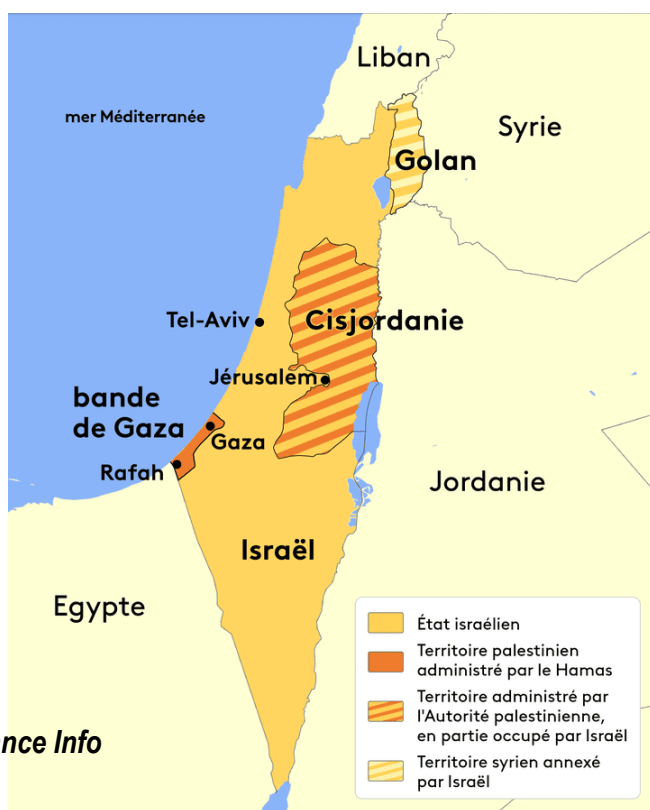 Liban
mer Méditerranée
Syrie
Golan
Tel-Aviv
Cisjordanie
Jérusalem
bande
de Gaza
Gaza
Rafah
Jordanie
Israël
Egypte
État israélien
Territoire palestinien
administré par le Hamas
Territoire administré par
l'Autorité palestinienne,
en partie occupé par Israël
Territoire syrien annexé
par Israël
nce Info